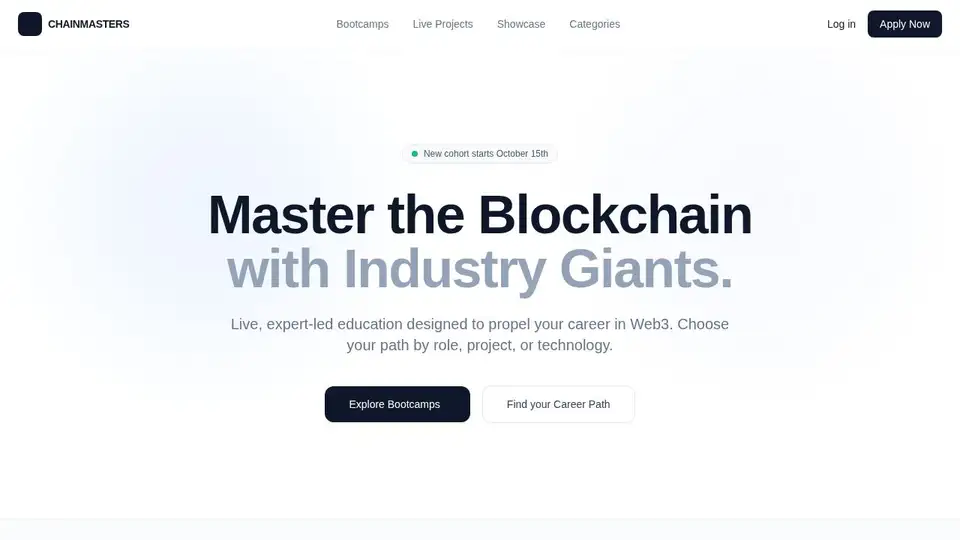 CHAINMASTERS
Bootcamps
Live Projects
Showcase
Categories
Log in
Apply Now
New cohort starts October 15th
Master the Blockchain
with Industry Giants.
Live, expert-led education designed to propel your career in Web3. Choose
your path by role, project, or technology.
Explore Bootcamps
Find your Career Path